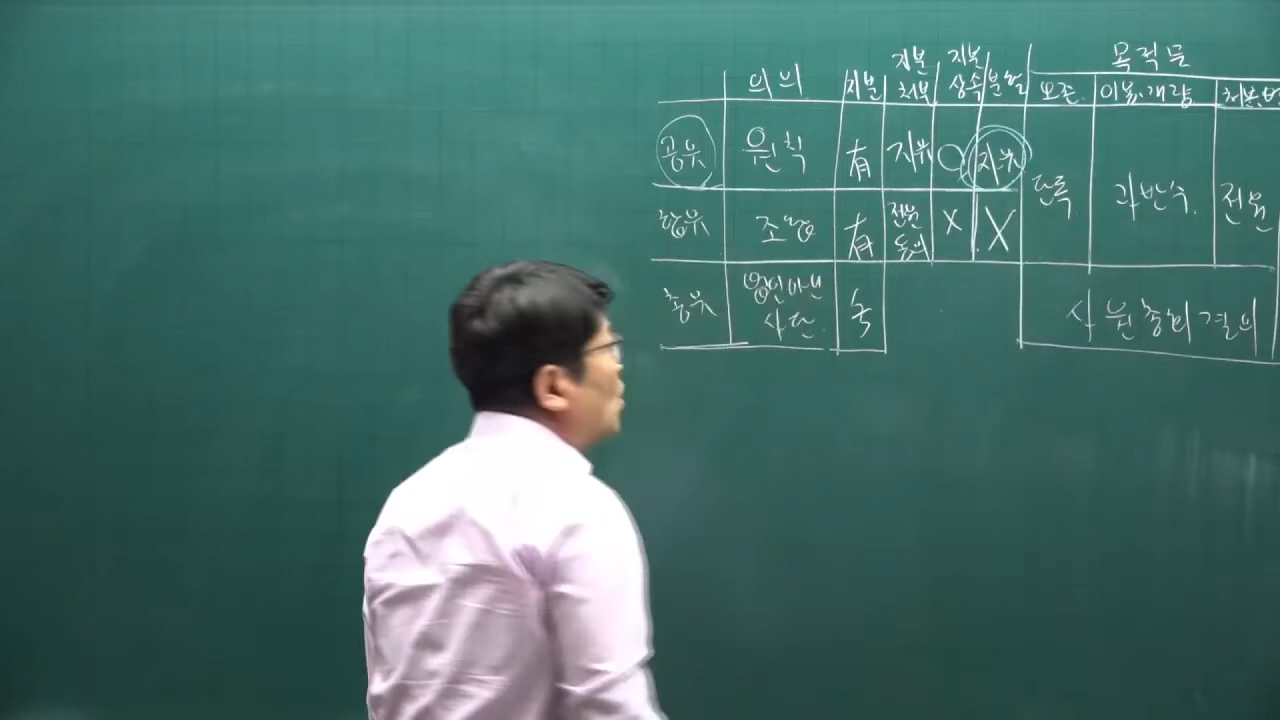 목적물
의의 지분 지분처분 지분상속 분할 보존 이용.개량 처분.변
공유 원칙 有 자유 ○ 자유 단독 과반수. 전원
합유 조합 有 전원동의 X X
총유 법인아닌 사단. 無 사원총회결의